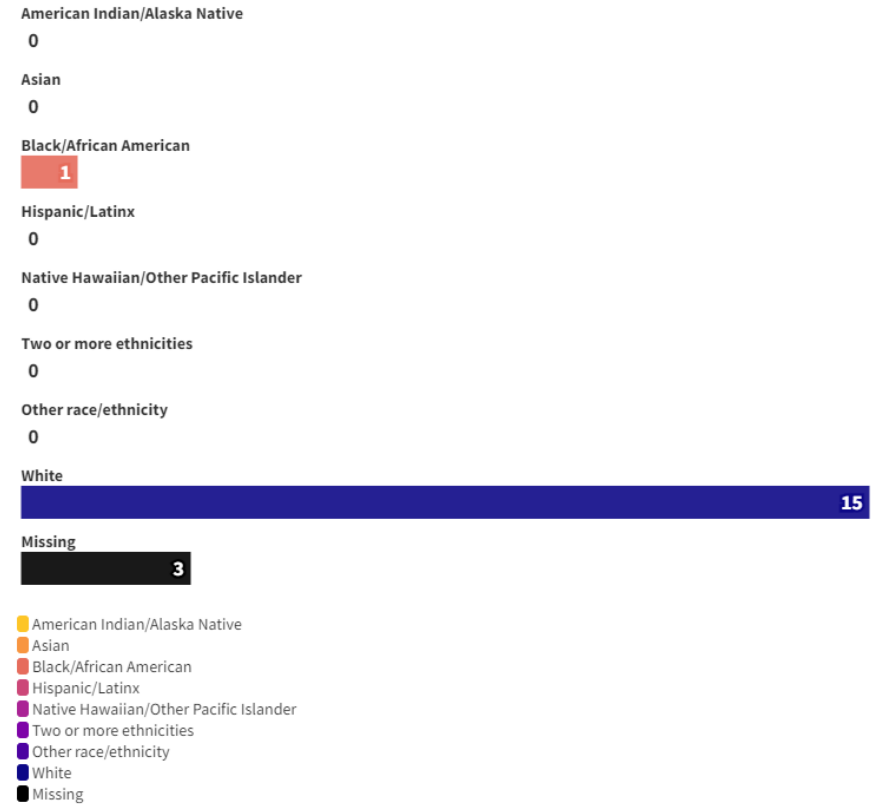 American Indian/Alaska Native
0
Asian
0
Black/African American
1
Hispanic/Latinx
0
Native Hawaiian/Other Pacific Islander
0
Two or more ethnicities
0
Other race/ethnicity
0
White
15
Missing
3
American Indian/Alaska Native
Asian
Black/African American
Hispanic/Latinx
Native Hawaiian/Other Pacific Islander
Two or more ethnicities
Other race/ethnicity
White
Missing